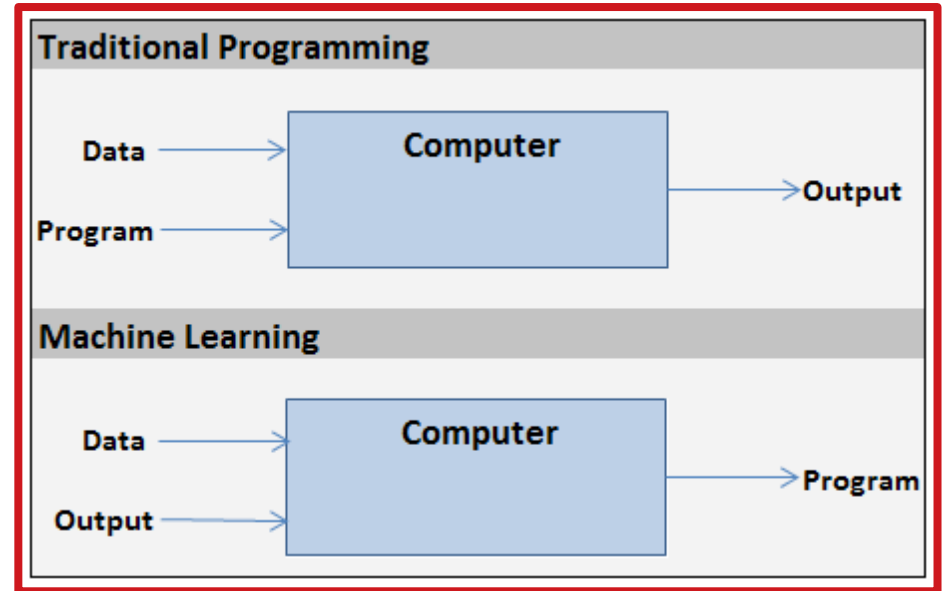 Traditional Programming
Data
Computer
Output
Program
Machine Learning
Data
Computer
Program
Output